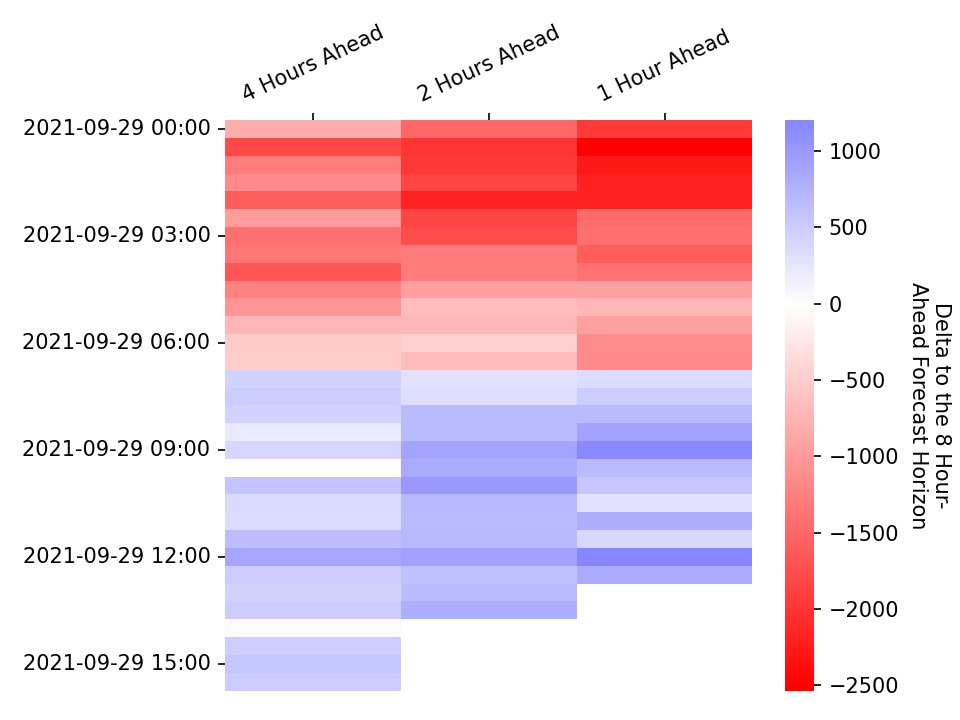 4 Hours Ahead
2 Hours Ahead
1 Hour Ahead
2021-09-29 00:00
2021-09-29 03:00
2021-09-29 06:00
2021-09-29 09:00
2021-09-29 12:00
2021-09-29 15:00
1000
500
0
−500
−1000
−1500
−2000
−2500
Delta to the 8 Hour-
Ahead Forecast Horizon